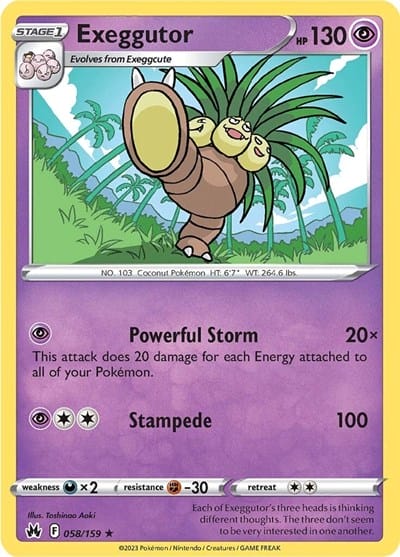 STAGE 1 Exeggutor HP 130
Evolves from Exeggcute
NO. 103 Coconut Pokémon HT: 6'7" WT: 264.6 lbs.
Powerful Storm 20×
This attack does 20 damage for each Energy attached
to all of your Pokémon.
Stampede 100
weakness ×2 resistance -30 retreat
Illus. Toshinao Aoki
F 058/159 ★
Each of Exeggutor's three heads is thinking
different thoughts. The three don't seem
to be very interested in one another.
©2023 Pokémon / Nintendo / Creatures / GAME FREAK